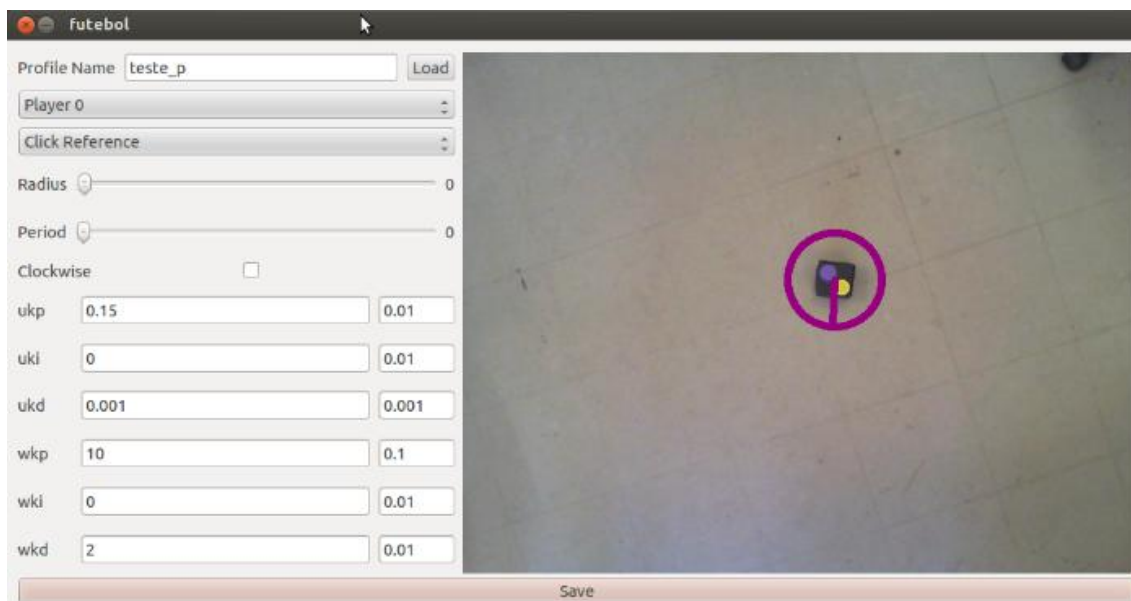 futebol
Profile Name teste_p Load
Player 0
Click Reference
Radius 0
Period 0
Clockwise
ukp 0.15 0.01
uki 0 0.01
ukd 0.001 0.001
wkp 10 0.1
wki 0 0.01
wkd 2 0.01
Save